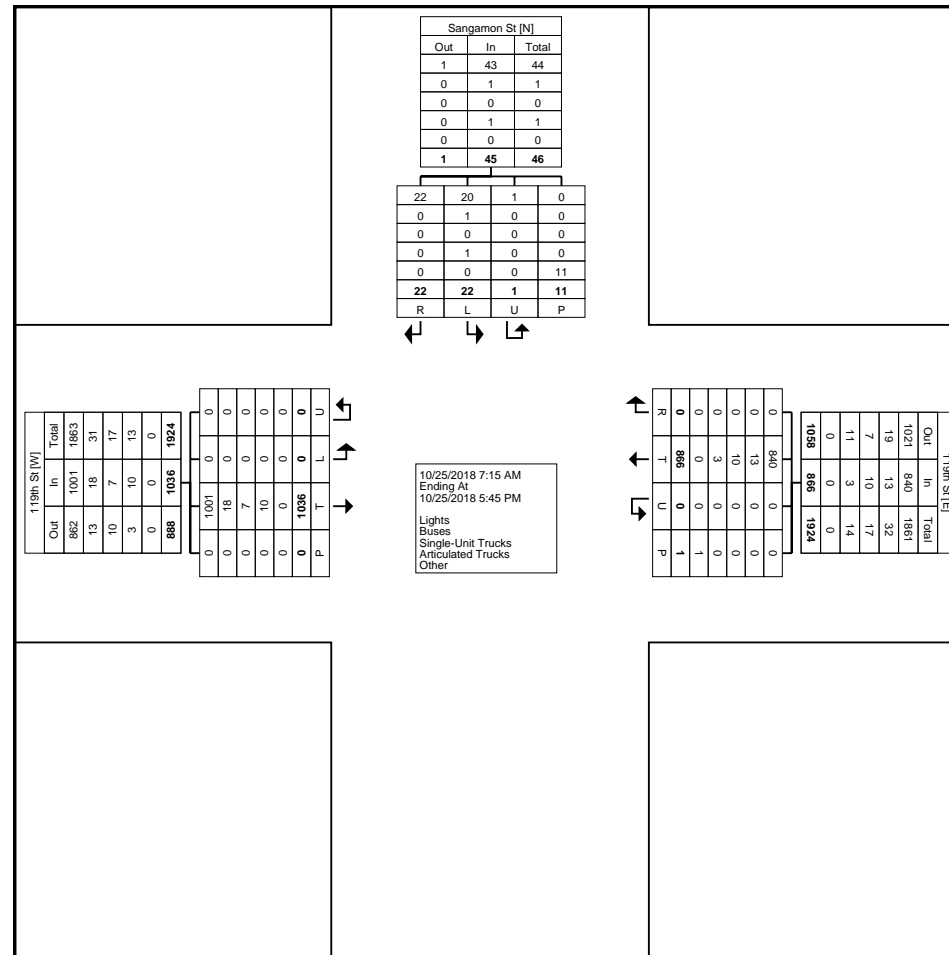 Sangamon St [N]
Out In Total
1 43 44
0 1 1
0 0 0
0 1 1
0 0 0
1 45 46
22 20 1 0
0 1 0 0
0 0 0 0
0 1 0 0
0 0 0 11
22 22 1 11
R L U P
119th St [W]
Out In Total
862 1001 1863
13 18 31
10 7 17
3 10 13
0 0 0
888 1036 1924
0 1001 0 0
0 18 0 0
0 7 0 0
0 10 0 0
0 0 0 0
0 1036 0 0
P T L U
10/25/2018 7:15 AM
Ending At
10/25/2018 5:45 PM
Lights
Buses
Single-Unit Trucks
Articulated Trucks
Other
119th St [E]
Out In Total
1021 840 1861
19 13 32
7 10 17
11 3 14
0 0 0
1058 866 1924
0 840 0 0
0 13 0 0
0 10 0 0
0 3 0 0
0 0 0 1
0 866 0 1
R T U P